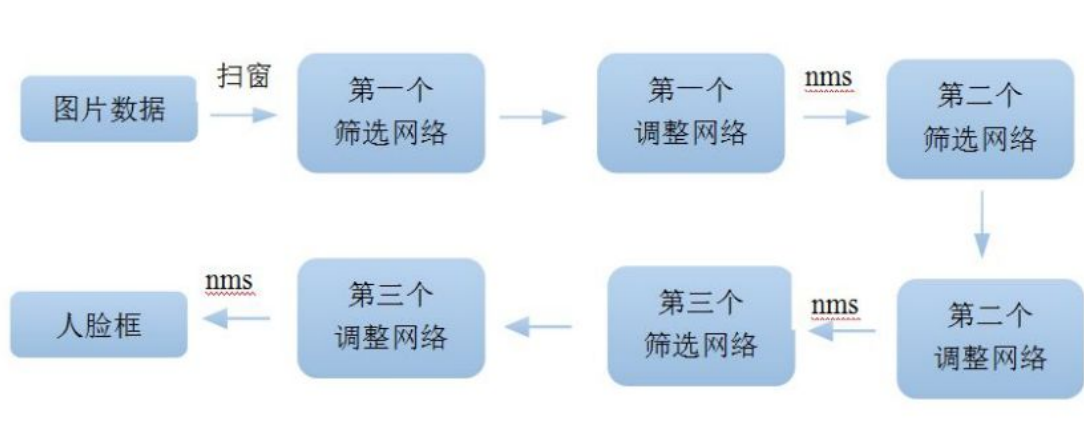 图片数据
扫窗
第一个
筛选网络
第一个
调整网络
nms
第二个
筛选网络
第二个
调整网络
nms
第三个
筛选网络
第三个
调整网络
nms
人脸框